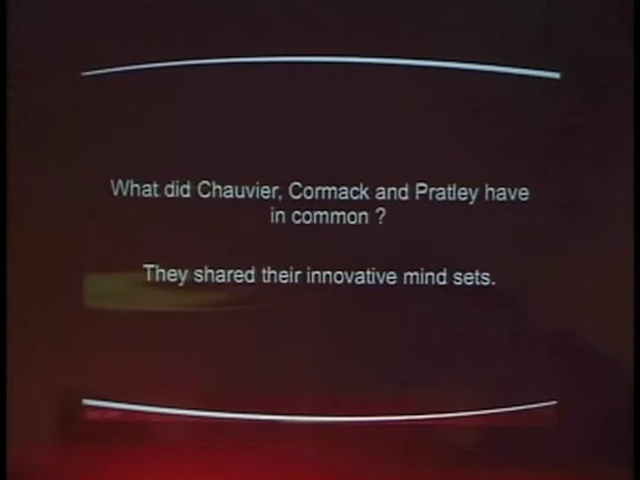 What did Chauvier, Cormack and Pratley have
in common ?
They shared their innovative mind sets.